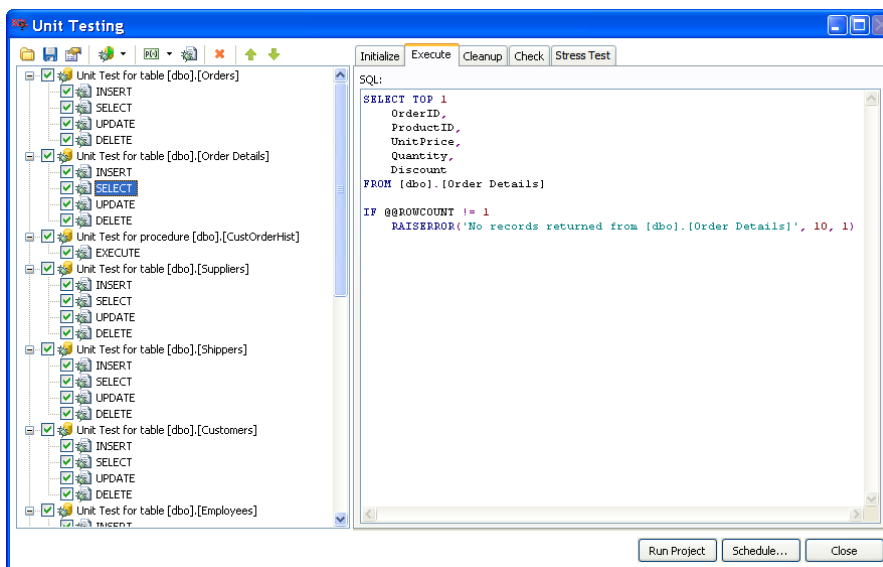 Unit Testing
Initialize Execute Cleanup Check Stress Test
Unit Test for table [dbo].[Orders]
INSERT
SELECT
UPDATE
DELETE
Unit Test for table [dbo].[Order Details]
INSERT
SELECT
UPDATE
DELETE
Unit Test for procedure [dbo].[CustOrderHist]
EXECUTE
Unit Test for table [dbo].[Suppliers]
INSERT
SELECT
UPDATE
DELETE
Unit Test for table [dbo].[Shippers]
INSERT
SELECT
UPDATE
DELETE
Unit Test for table [dbo].[Customers]
INSERT
SELECT
UPDATE
DELETE
Unit Test for table [dbo].[Employees]
INSERT
SQL:
SELECT TOP 1
OrderID,
ProductID,
UnitPrice,
Quantity,
Discount
FROM [dbo].[Order Details]
IF @@ROWCOUNT != 1
RAISERROR('No records returned from [dbo].[Order Details]', 10, 1)
Run Project Schedule... Close